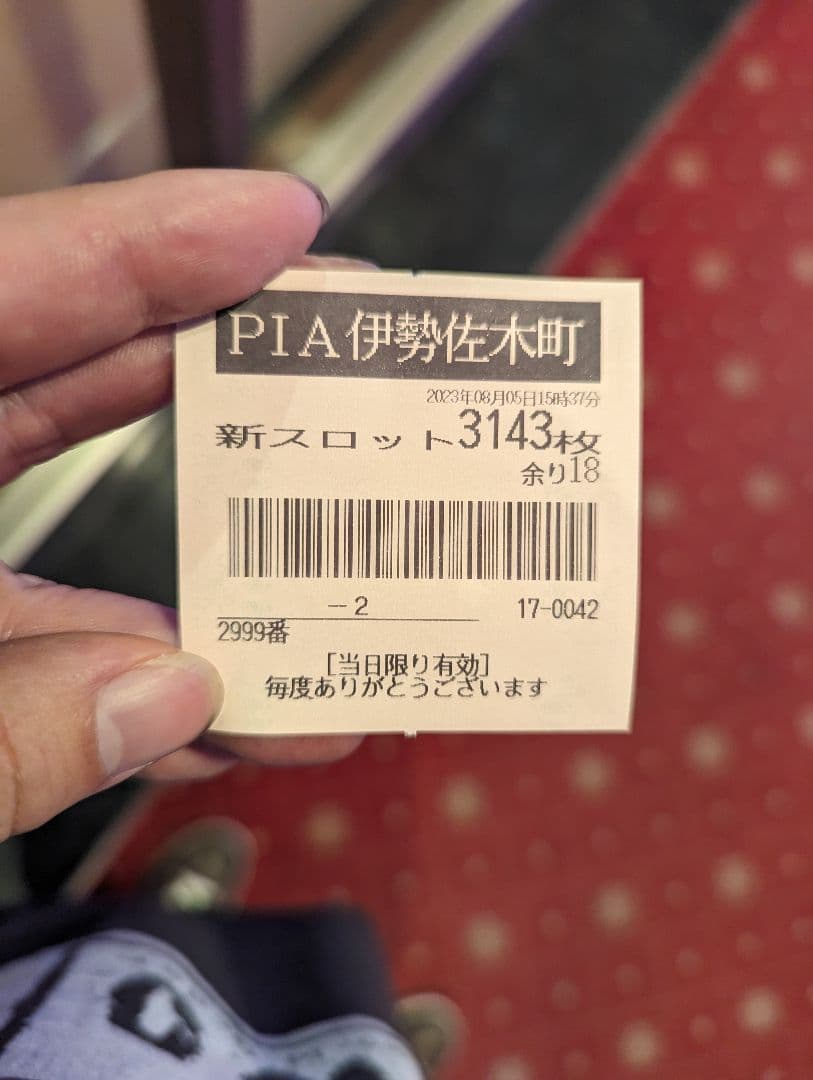 PIA伊勢佐木町
2023年08月05日15時37分
新スロット3143枚
余り18
--2 17-0042
2999番
[当日限り有効]
毎度ありがとうございます